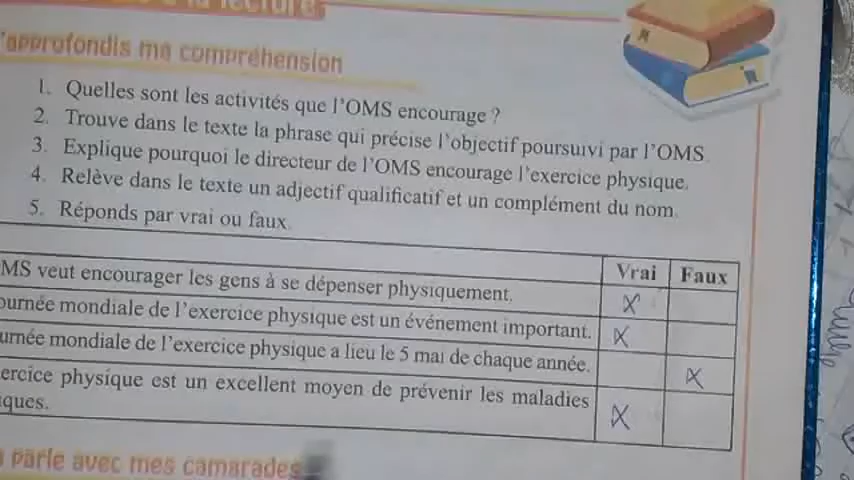 la lecture
'approfondis ma compréhension
1. Quelles sont les activités que l'OMS encourage ?
2. Trouve dans le texte la phrase qui précise l'objectif poursuivi par l'OMS.
3. Explique pourquoi le directeur de l'OMS encourage l'exercice physique.
4. Relève dans le texte un adjectif qualificatif et un complément du nom.
5. Réponds par vrai ou faux.
Vrai Faux
MS veut encourager les gens à se dépenser physiquement. X
ournée mondiale de l'exercice physique est un événement important. X
urnée mondiale de l'exercice physique a lieu le 5 mai de chaque année. X
ercice physique est un excellent moyen de prévenir les maladies X
iques.
parle avec mes camarades